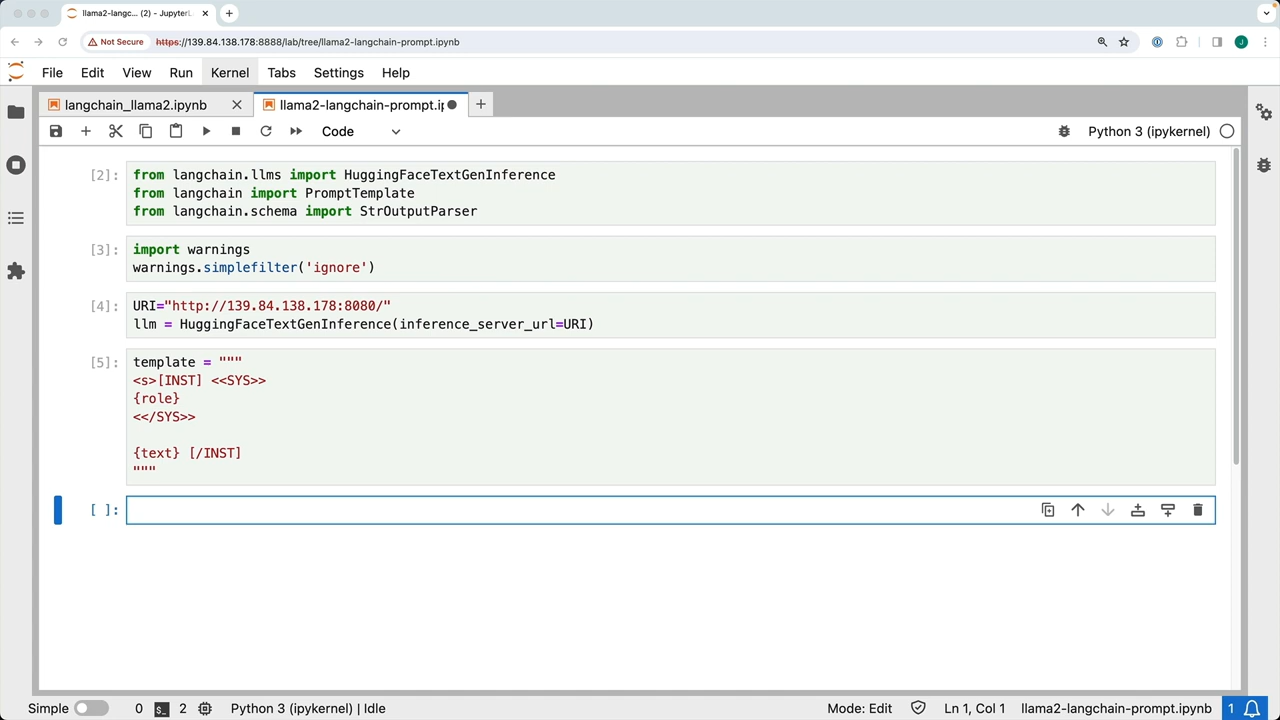 llama2-langc... (2) - JupyterL
Not Secure https://139.84.138.178:8888/lab/tree/llama2-langchain-prompt.ipynb
File Edit View Run Kernel Tabs Settings Help
langchain_llama2.ipynb llama2-langchain-prompt.i
Code Python 3 (ipykernel)
[2]: from langchain.llms import HuggingFaceTextGenInference
from langchain import PromptTemplate
from langchain.schema import StrOutputParser
[3]: import warnings
warnings.simplefilter('ignore')
[4]: URI="http://139.84.138.178:8080/"
llm = HuggingFaceTextGenInference(inference_server_url=URI)
[5]: template = """
<s>[INST] <<SYS>>
{role}
<</SYS>>
{text} [/INST]
"""
[ ]:
Simple 0 $_ 2 Python 3 (ipykernel) | Idle Mode: Edit Ln 1, Col 1 llama2-langchain-prompt.ipynb 1